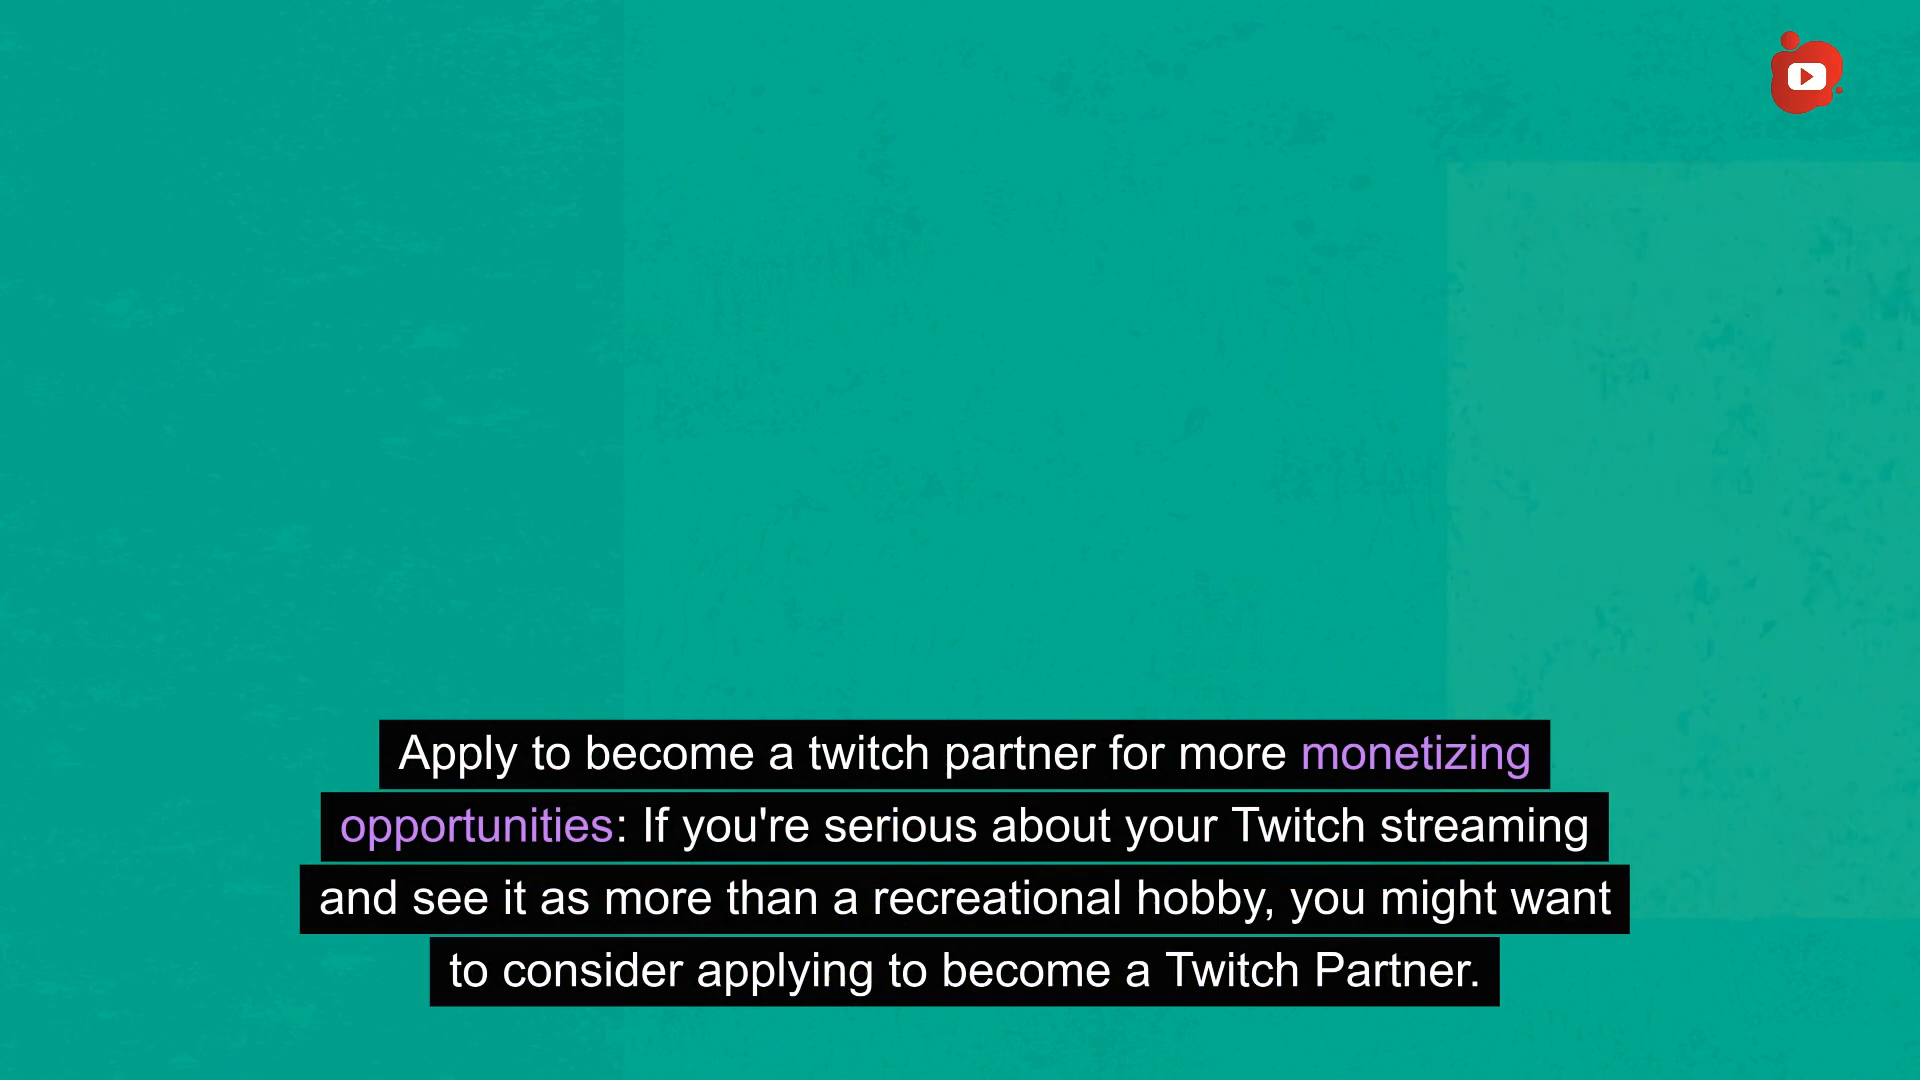 Apply to become a twitch partner for more monetizing
opportunities: If you're serious about your Twitch streaming
and see it as more than a recreational hobby, you might want
to consider applying to become a Twitch Partner.